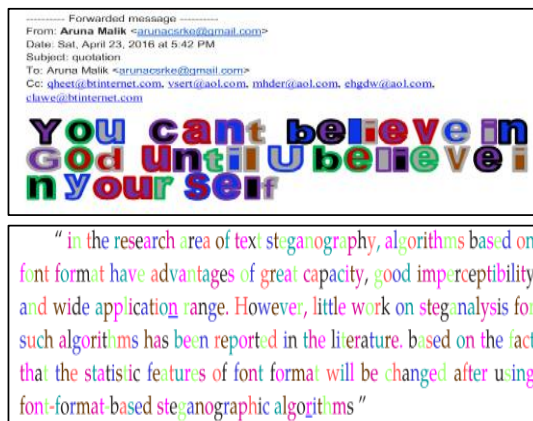 ---------- Forwarded message ----------
From: Aruna Malik <arunacsrke@gmail.com>
Date: Sat, April 23, 2016 at 5:42 PM
Subject: quotation
To: Aruna Malik <arunacsrke@gmail.com>
Cc: qheet@btinternet.com, vsert@aol.com, mhder@aol.com, ehgdw@aol.com,
clawe@btinternet.com
You cant believe in
God until U believe i
n yourself
“ in the research area of text steganography, algorithms based on
font format have advantages of great capacity, good imperceptibility
and wide application range. However, little work on steganalysis for
such algorithms has been reported in the literature. based on the fact
that the statistic features of font format will be changed after using
font-format-based steganographic algorithms ”